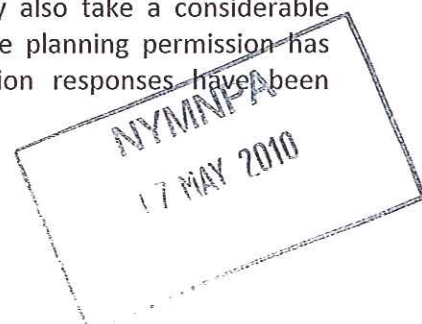 y also take a considerable
e planning permission has
ion responses have been
NYMNPA
17 MAY 2010